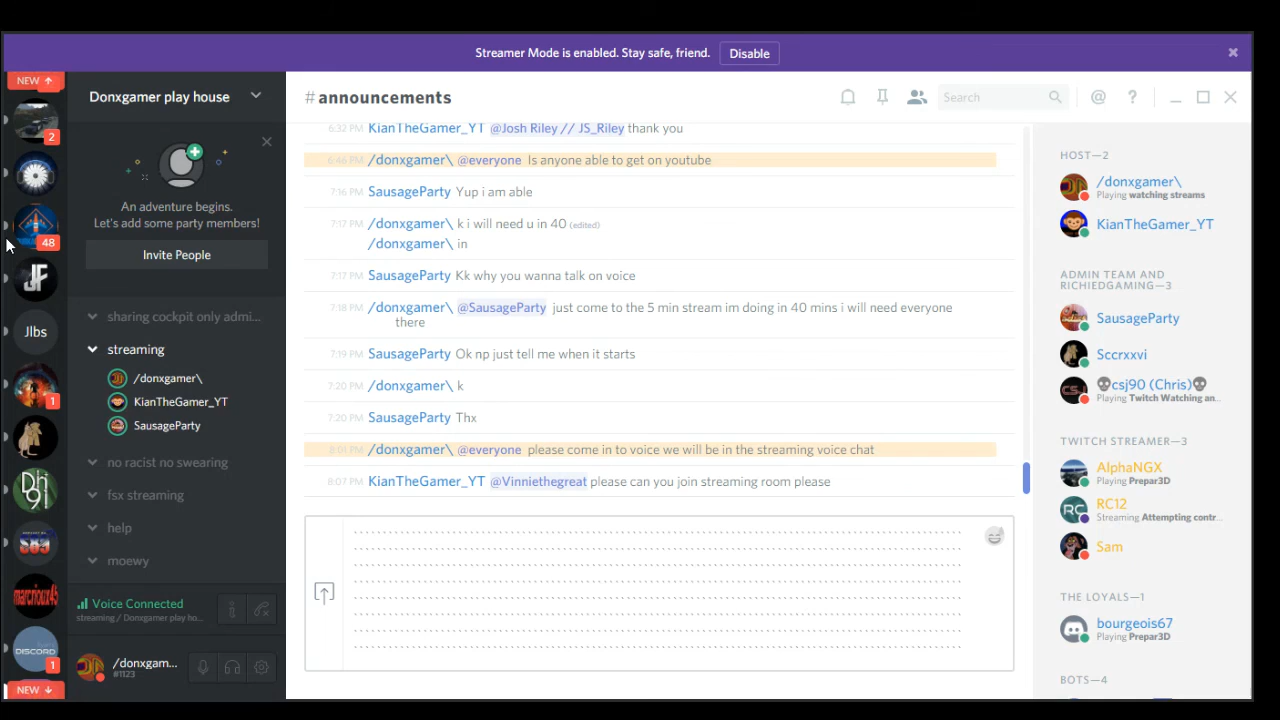 Streamer Mode is enabled. Stay safe, friend. Disable
NEW
2
48
JF
Jlbs
1
Dh
91
marcrioux45
DISCORD
1
NEW
Donxgamer play house
An adventure begins.
Let's add some party members!
Invite People
sharing cockpit only admi...
streaming
/donxgamer\
KianTheGamer_YT
SausageParty
no racist no swearing
fsx streaming
help
moewy
Voice Connected
streaming / Donxgamer play ho...
/donxgam...
#1123
#announcements
Search
@ ?
6:32 PM KianTheGamer_YT @Josh Riley // JS_Riley thank you
6:46 PM /donxgamer\ @everyone Is anyone able to get on youtube
7:16 PM SausageParty Yup i am able
7:17 PM /donxgamer\ k i will need u in 40 (edited)
/donxgamer\ in
7:17 PM SausageParty Kk why you wanna talk on voice
7:18 PM /donxgamer\ @SausageParty just come to the 5 min stream im doing in 40 mins i will need everyone
there
7:19 PM SausageParty Ok np just tell me when it starts
7:20 PM /donxgamer\ k
7:20 PM SausageParty Thx
8:01 PM /donxgamer\ @everyone please come in to voice we will be in the streaming voice chat
8:07 PM KianTheGamer_YT @Vinniethegreat please can you join streaming room please
HOST—2
/donxgamer\
Playing watching streams
KianTheGamer_YT
ADMIN TEAM AND
RICHIEDGAMING—3
SausageParty
Sccrxxvi
💀csj90 (Chris)💀
Playing Twitch Watching an...
TWITCH STREAMER—3
AlphaNGX
Playing Prepar3D
RC12
Streaming Attempting contr...
Sam
THE LOYALS—1
bourgeois67
Playing Prepar3D
BOTS—4